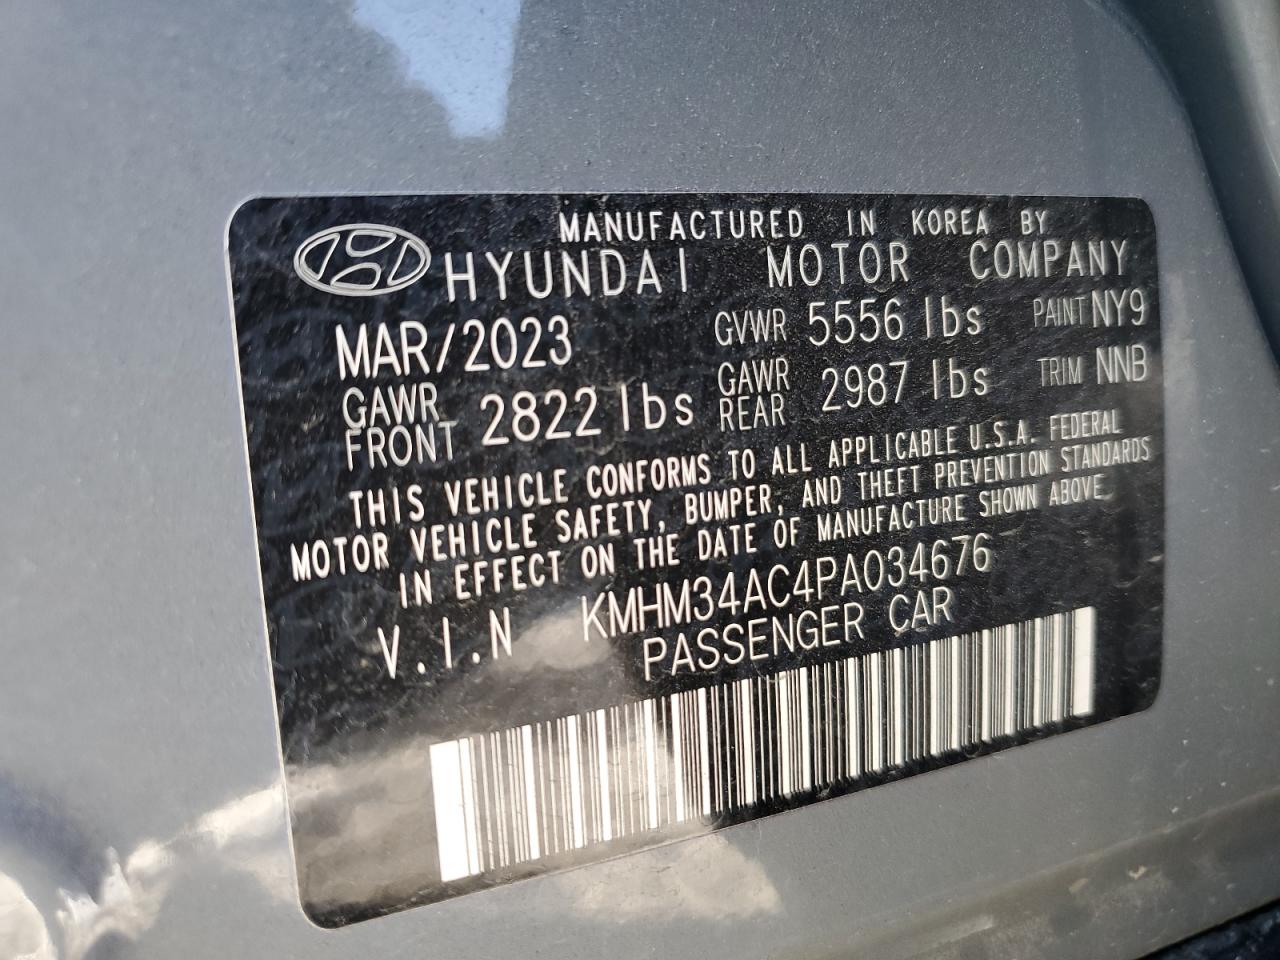 MANUFACTURED IN KOREA BY
HYUNDAI MOTOR COMPANY
MAR/2023 GVWR 5556 lbs PAINT NY9
GAWR FRONT 2822 lbs GAWR REAR 2987 lbs TRIM NNB
THIS VEHICLE CONFORMS TO ALL APPLICABLE U.S.A. FEDERAL
MOTOR VEHICLE SAFETY, BUMPER, AND THEFT PREVENTION STANDARDS
IN EFFECT ON THE DATE OF MANUFACTURE SHOWN ABOVE
V.I.N KMHM34AC4PA034676
PASSENGER CAR